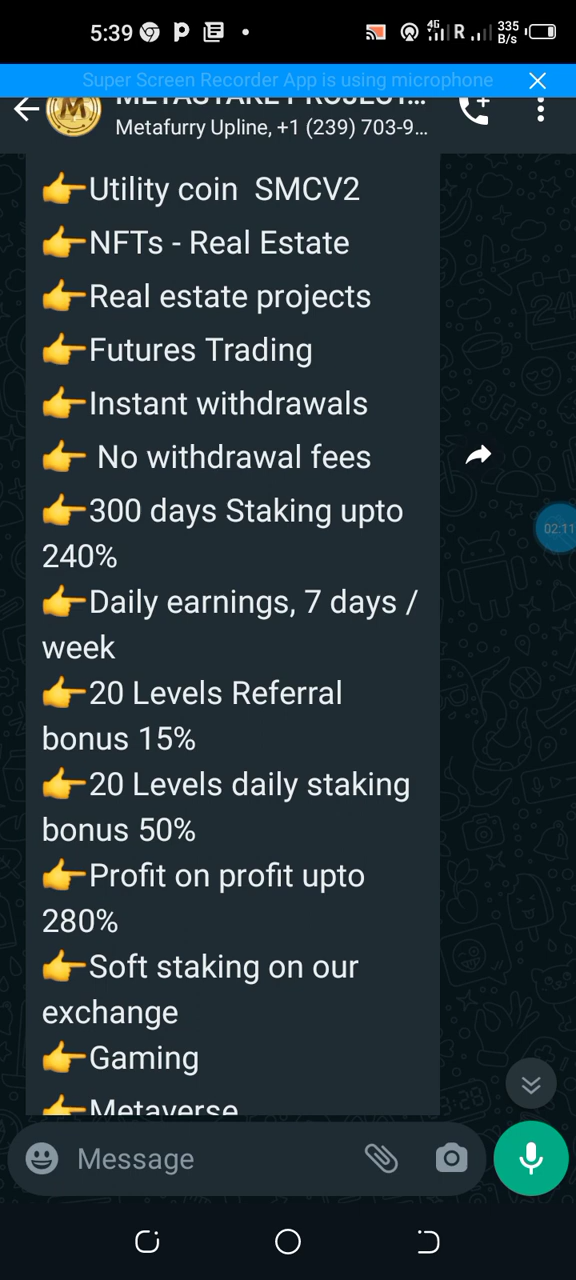 5:39
4G R 335 B/s
Super Screen Recorder App is using microphone
METASTAKE PROJECT...
Metafurry Upline, +1 (239) 703-9...
👉Utility coin  SMCV2
👉NFTs - Real Estate
👉Real estate projects
👉Futures Trading
👉Instant withdrawals
👉 No withdrawal fees
👉300 days Staking upto
240%
02:11
👉Daily earnings, 7 days /
week
👉20 Levels Referral
bonus 15%
👉20 Levels daily staking
bonus 50%
👉Profit on profit upto
280%
👉Soft staking on our
exchange
👉Gaming
👉Metaverse
Message